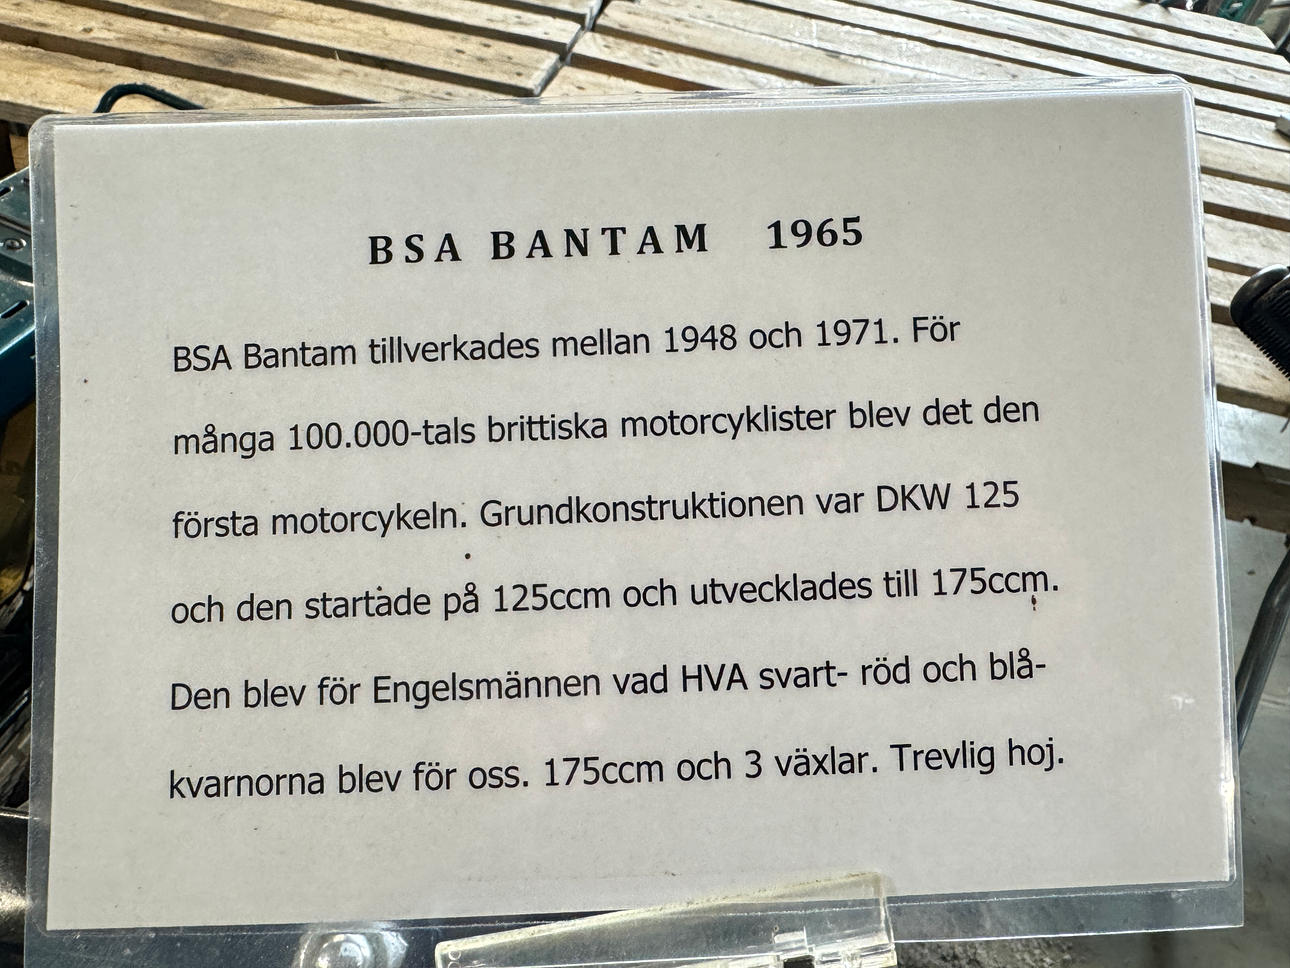 BSA BANTAM 1965
BSA Bantam tillverkades mellan 1948 och 1971. För
många 100.000-tals brittiska motorcyklister blev det den
första motorcykeln. Grundkonstruktionen var DKW 125
och den startade på 125ccm och utvecklades till 175ccm.
Den blev för Engelsmännen vad HVA svart- röd och blå-
kvarnorna blev för oss. 175ccm och 3 växlar. Trevlig hoj.